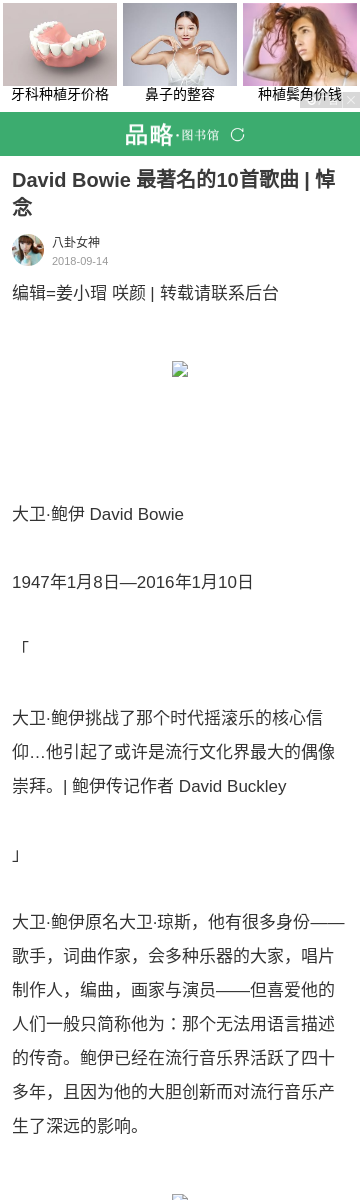 牙科种植牙价格 鼻子的整容 种植鬓角价钱
品略·图书馆
David Bowie 最著名的10首歌曲 | 悼
念
八卦女神
2018-09-14
编辑=姜小瑁 咲颜 | 转载请联系后台
大卫·鲍伊 David Bowie
1947年1月8日—2016年1月10日
「
大卫·鲍伊挑战了那个时代摇滚乐的核心信
仰…他引起了或许是流行文化界最大的偶像
崇拜。| 鲍伊传记作者 David Buckley
」
大卫·鲍伊原名大卫·琼斯，他有很多身份——
歌手，词曲作家，会多种乐器的大家，唱片
制作人，编曲，画家与演员——但喜爱他的
人们一般只简称他为：那个无法用语言描述
的传奇。鲍伊已经在流行音乐界活跃了四十
多年，且因为他的大胆创新而对流行音乐产
生了深远的影响。